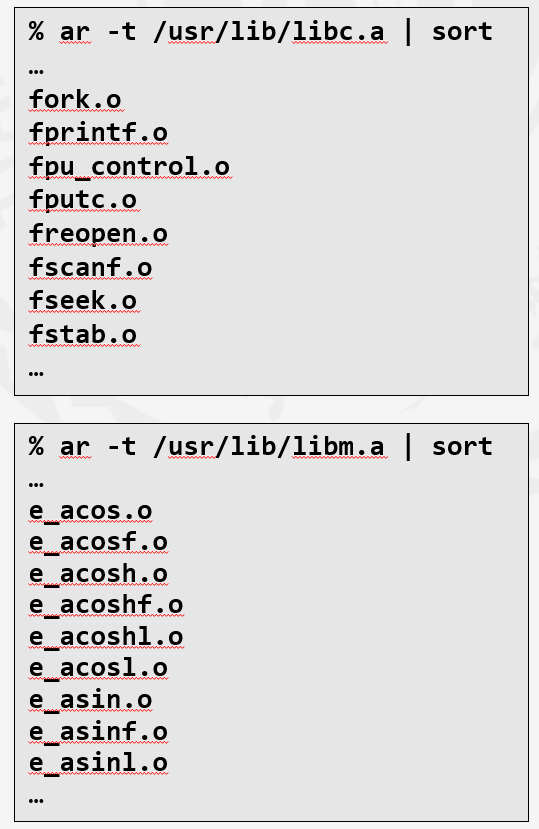 % ar -t /usr/lib/libc.a | sort
…
fork.o
fprintf.o
fpu_control.o
fputc.o
freopen.o
fscanf.o
fseek.o
fstab.o
…
% ar -t /usr/lib/libm.a | sort
…
e_acos.o
e_acosf.o
e_acosh.o
e_acoshf.o
e_acoshl.o
e_acosl.o
e_asin.o
e_asinf.o
e_asinl.o
…